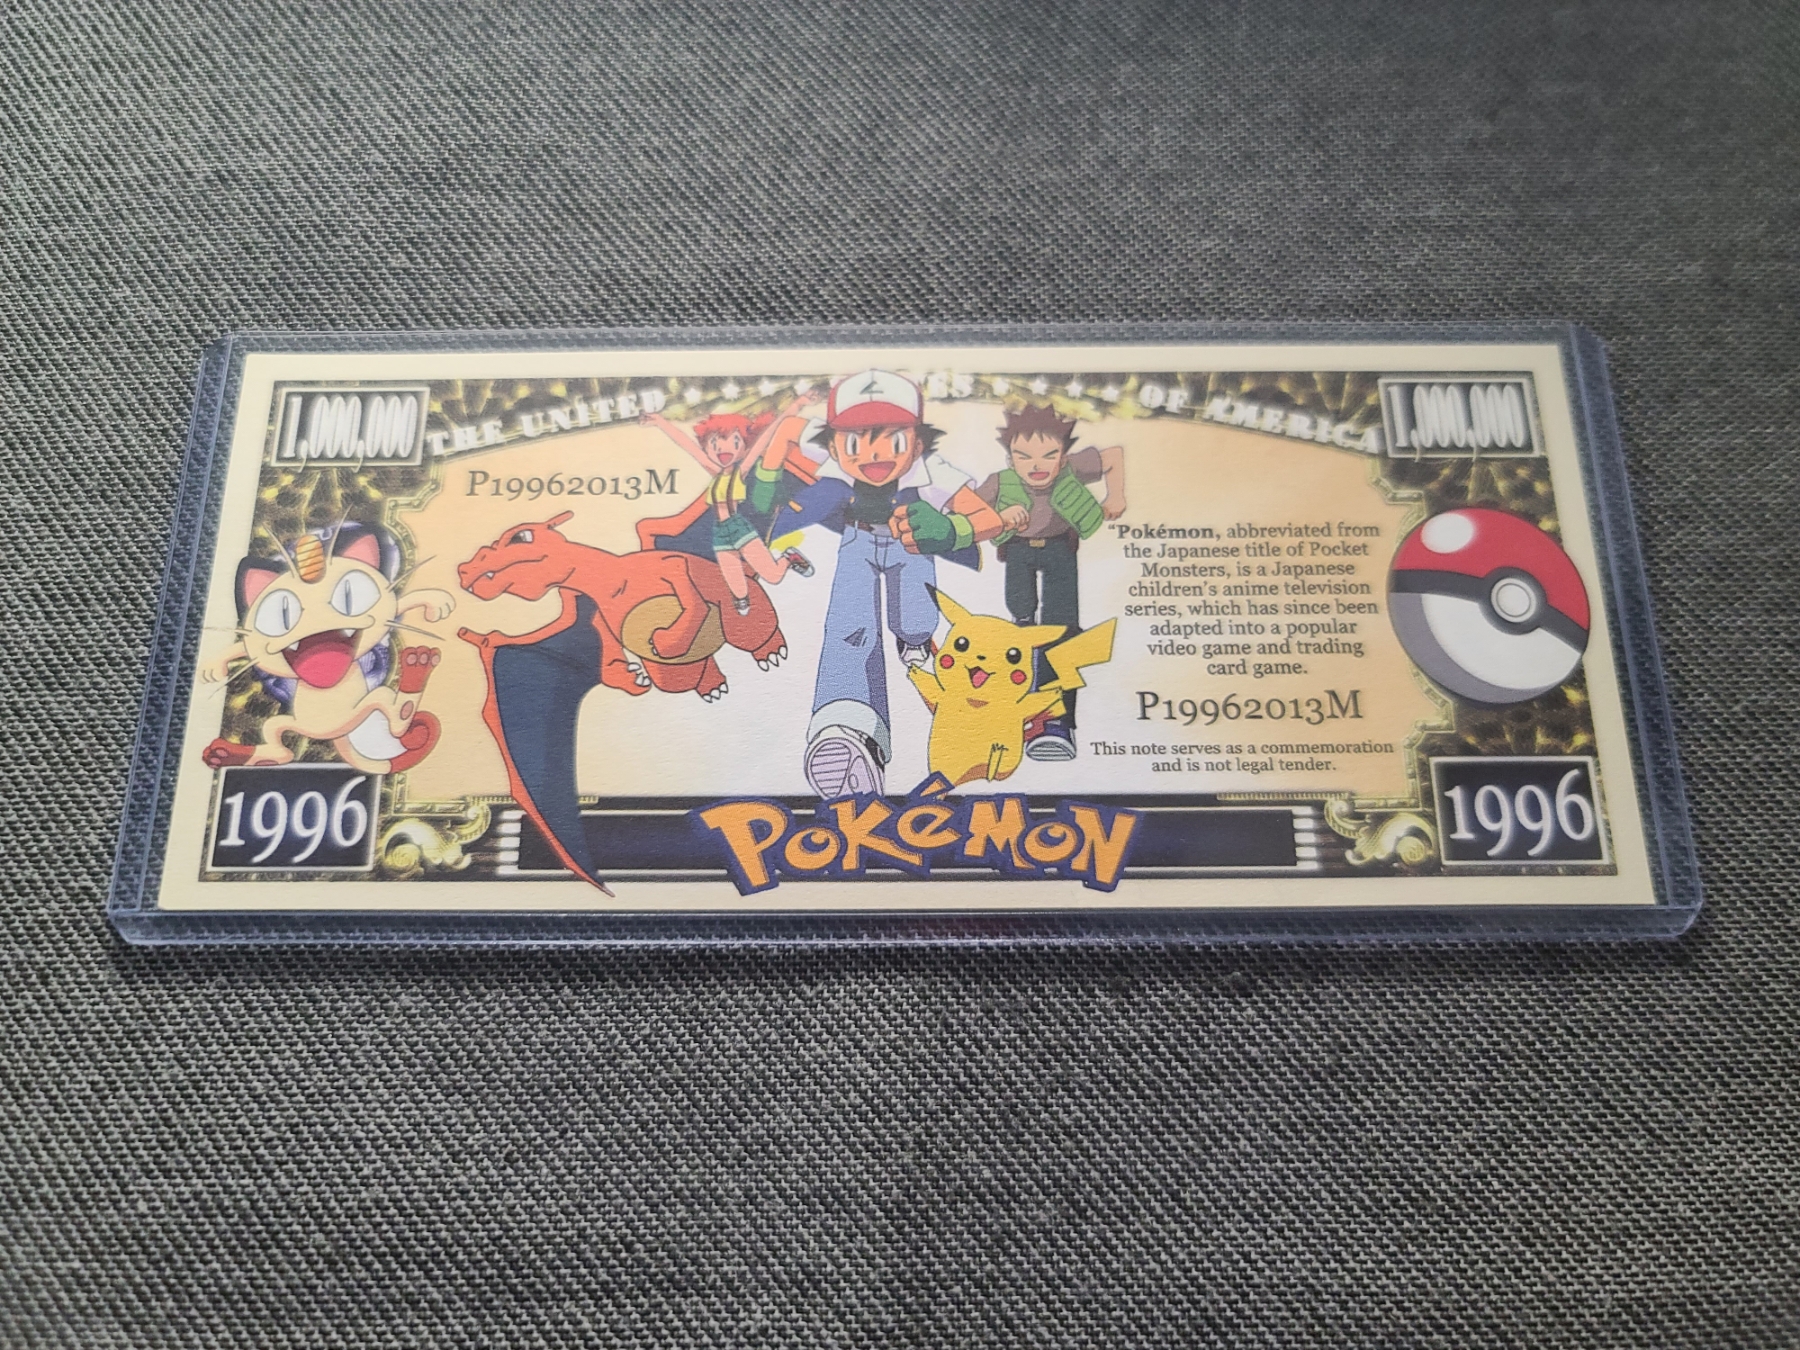 1,000,000
THE UNITED ES OF AMERICA
1,000,000
P19962013M
“Pokémon, abbreviated from
the Japanese title of Pocket
Monsters, is a Japanese
children's anime television
series, which has since been
adapted into a popular
video game and trading
card game.
P19962013M
This note serves as a commemoration
and is not legal tender.
1996
POKéMON
1996